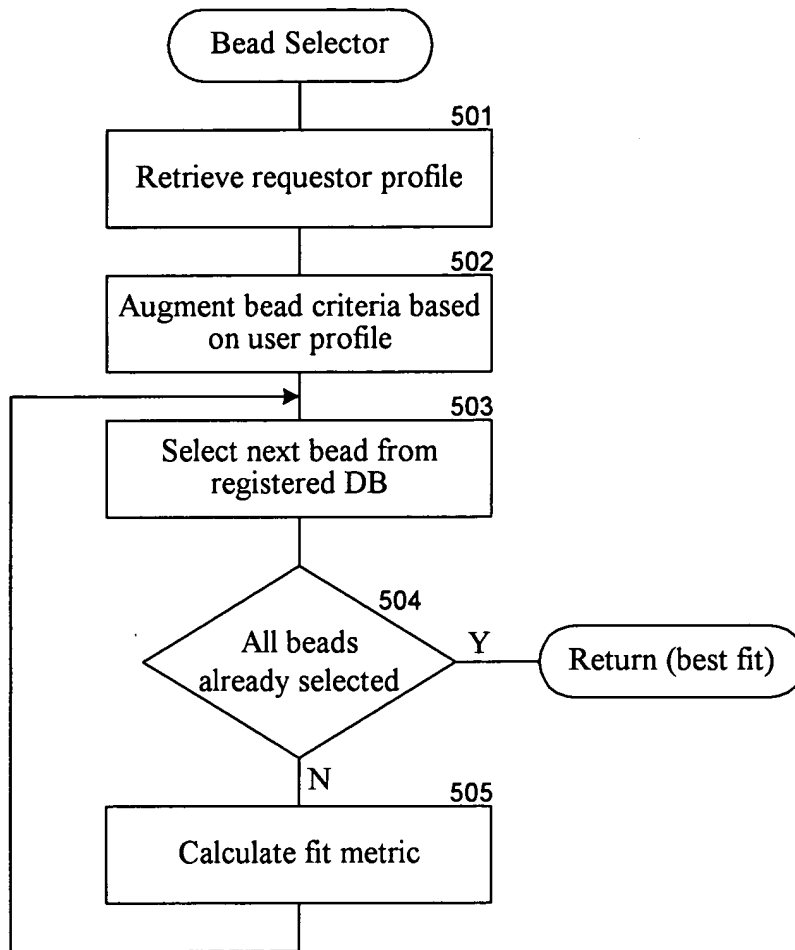 Bead Selector
501
Retrieve requestor profile
502
Augment bead criteria based
on user profile
503
Select next bead from
registered DB
504
All beads
already selected
Y
Return (best fit)
N
505
Calculate fit metric